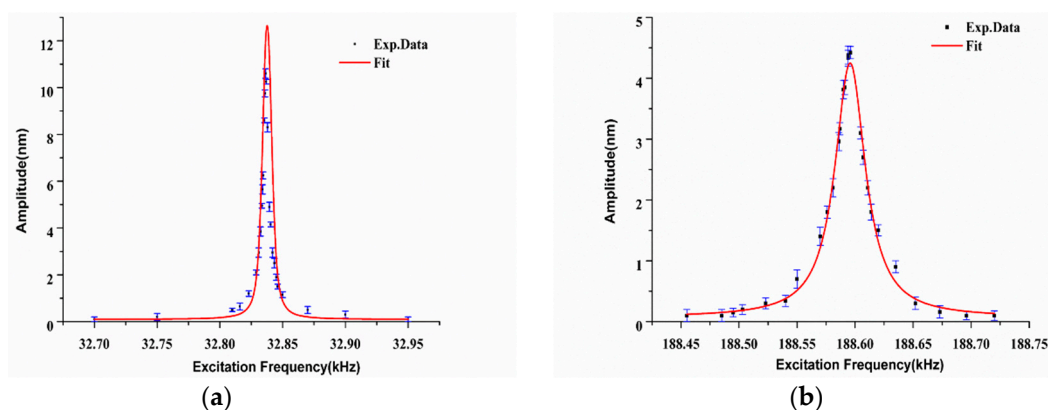 12
10
8
6
4
2
0
Amplitude(nm)
Exp.Data
Fit
32.70 32.75 32.80 32.85 32.90 32.95
Excitation Frequency(kHz)
(a)
5
4
3
2
1
0
Amplitude(nm)
Exp.Data
Fit
188.45 188.50 188.55 188.60 188.65 188.70 188.75
Excitation Frequency(kHz)
(b)